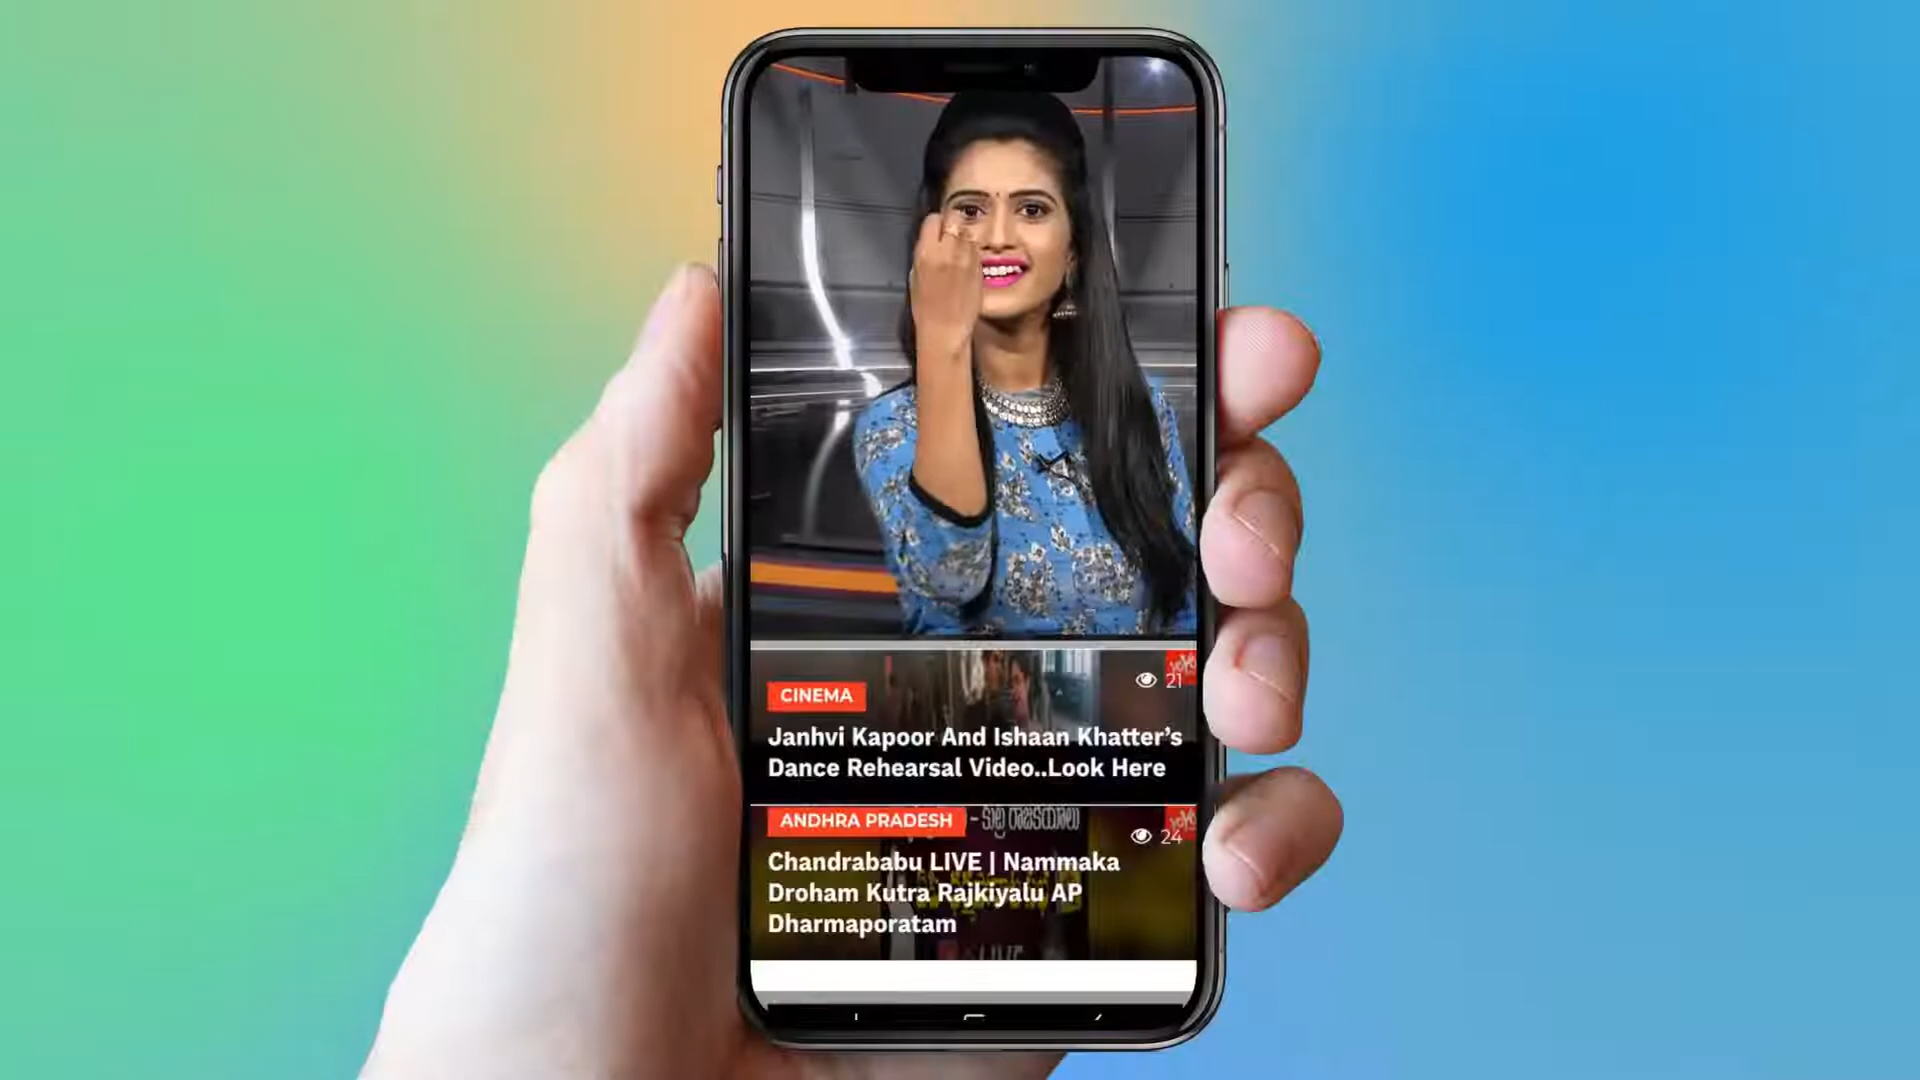 21
CINEMA
Janhvi Kapoor And Ishaan Khatter's
Dance Rehearsal Video..Look Here
ANDHRA PRADESH
24
Chandrababu LIVE | Nammaka
Droham Kutra Rajkiyalu AP
Dharmaporatam